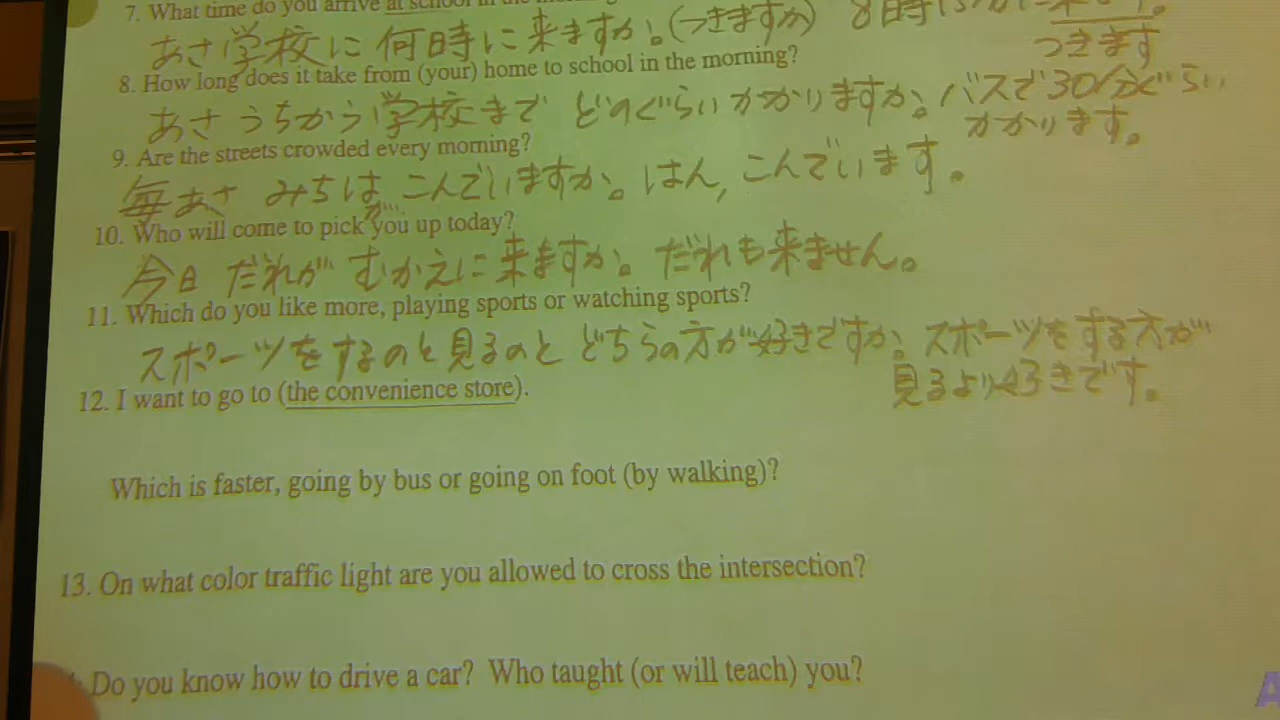 7. What time do you arrive at school in the
あさ学校に何時に来ますか。(つきますか) 8時
つきます
8. How long does it take from (your) home to school in the morning?
あさうちから学校までどのぐらいかかりますか。バスで30分ぐらい
かかります。
9. Are the streets crowded every morning?
毎あさみちはこんでいますか。はい, こんでいます。
が
10. Who will come to pick you up today?
今日だれがむかえに来ますか。だれも来ません。
11. Which do you like more, playing sports or watching sports?
スポーツをするのと見るのとどちらの方が好きですか。スポーツをする方が
見るより好きです。
12. I want to go to (the convenience store).
Which is faster, going by bus or going on foot (by walking)?
13. On what color traffic light are you allowed to cross the intersection?
Do you know how to drive a car? Who taught (or will teach) you?
A